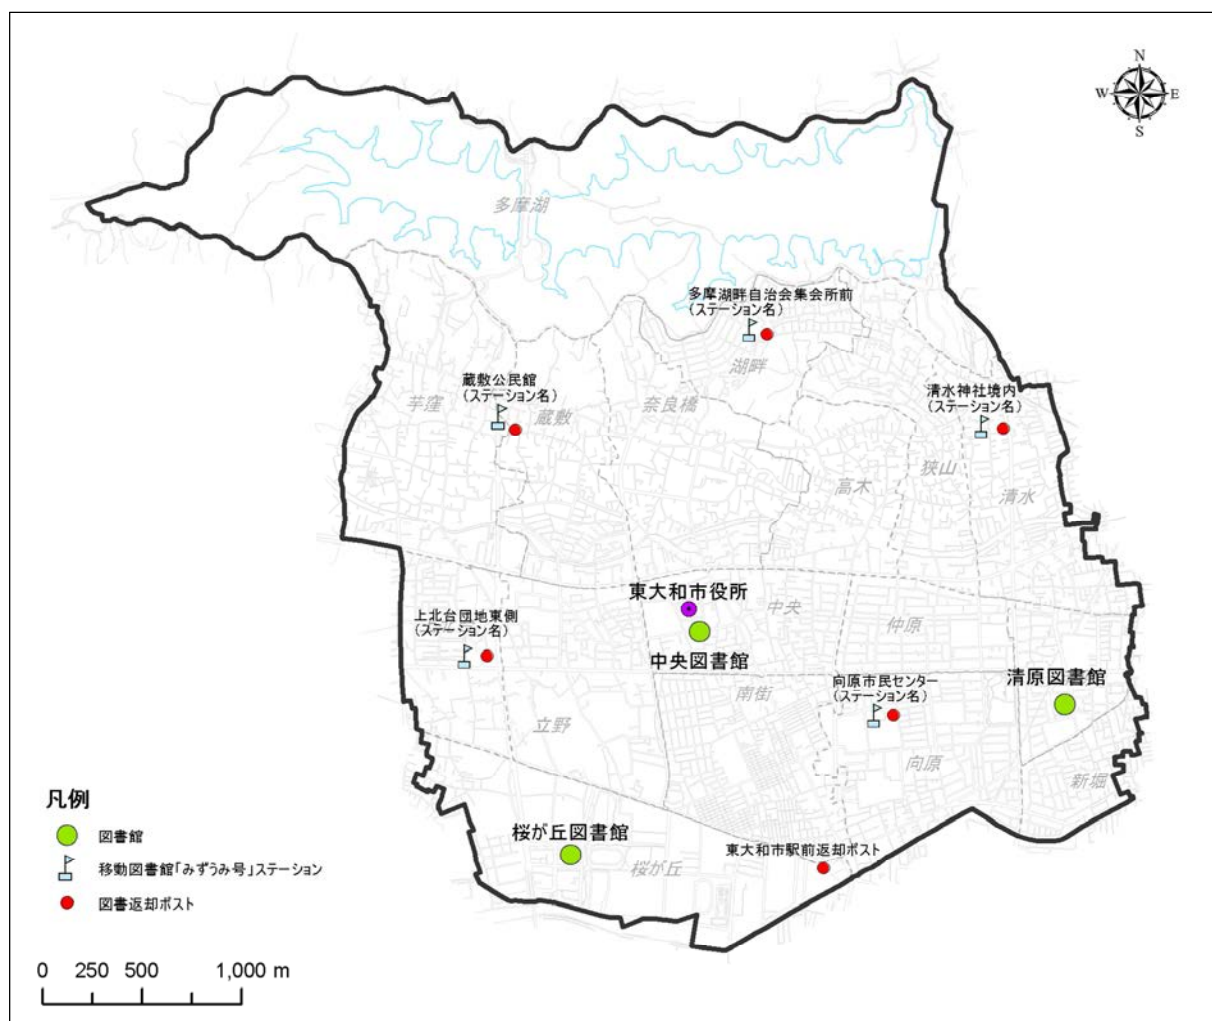 N
W
E
S
多摩湖
多摩湖畔自治会集会所前
(ステーション名)
湖畔
蔵敷公民館
(ステーション名)
清水神社境内
(ステーション名)
芋窪
蔵敷
奈良橋
狭山
高木
清水
東大和市役所
中央
上北台団地東側
(ステーション名)
仲原
中央図書館
向原市民センター
(ステーション名)
清原図書館
南街
立野
向原
新堀
凡例
図書館
移動図書館「みずうみ号」ステーション
図書返却ポスト
桜が丘図書館
東大和市駅前返却ポスト
桜が丘
0 250 500 1,000 m